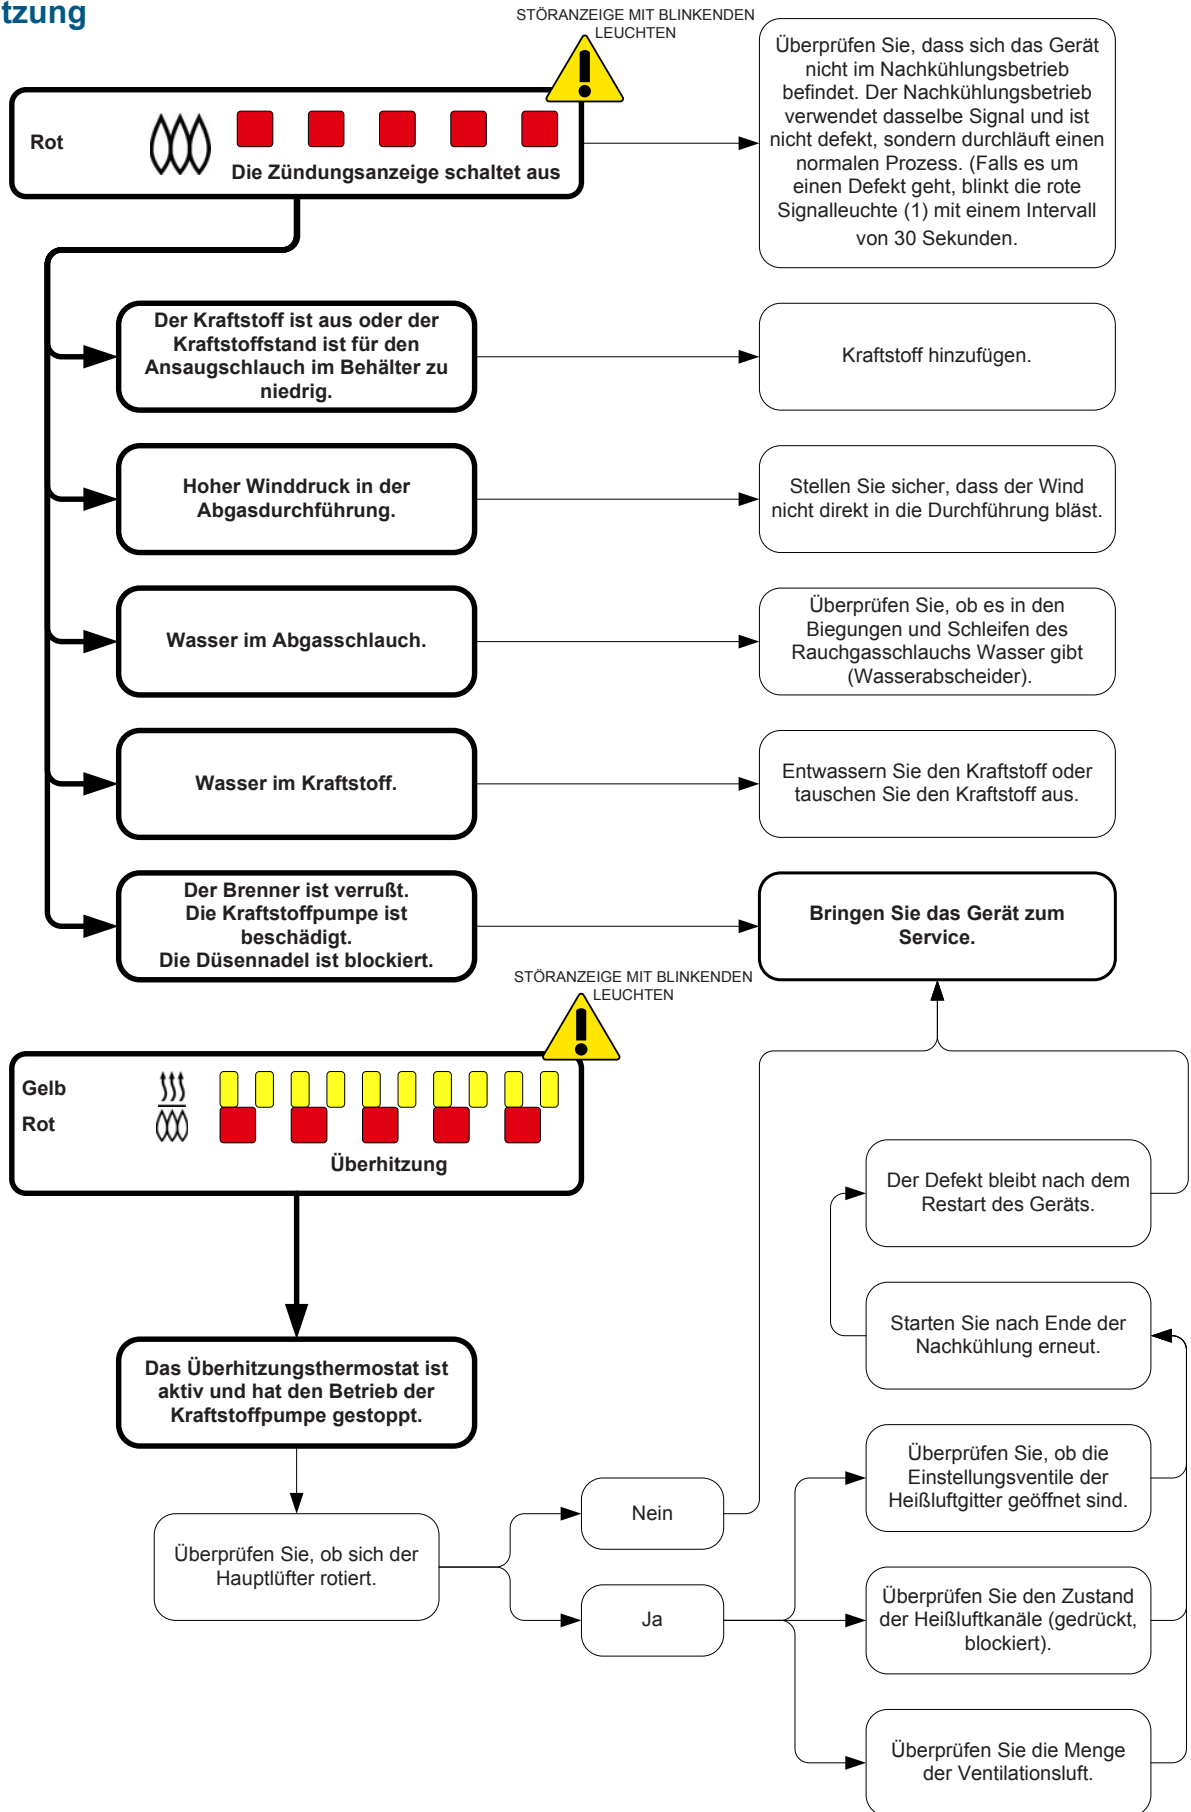 tzung
STÖRANZEIGE MIT BLINKENDEN
LEUCHTEN
Rot
Die Zündungsanzeige schaltet aus
Überprüfen Sie, dass sich das Gerät
nicht im Nachkühlungsbetrieb
befindet. Der Nachkühlungsbetrieb
verwendet dasselbe Signal und ist
nicht defekt, sondern durchläuft einen
normalen Prozess. (Falls es um
einen Defekt geht, blinkt die rote
Signalleuchte (1) mit einem Intervall
von 30 Sekunden.
Der Kraftstoff ist aus oder der
Kraftstoffstand ist für den
Ansaugschlauch im Behälter zu
niedrig.
Kraftstoff hinzufügen.
Hoher Winddruck in der
Abgasdurchführung.
Stellen Sie sicher, dass der Wind
nicht direkt in die Durchführung bläst.
Wasser im Abgasschlauch.
Überprüfen Sie, ob es in den
Biegungen und Schleifen des
Rauchgasschlauchs Wasser gibt
(Wasserabscheider).
Wasser im Kraftstoff.
Entwassern Sie den Kraftstoff oder
tauschen Sie den Kraftstoff aus.
Der Brenner ist verrußt.
Die Kraftstoffpumpe ist
beschädigt.
Die Düsennadel ist blockiert.
Bringen Sie das Gerät zum
Service.
STÖRANZEIGE MIT BLINKENDEN
LEUCHTEN
Gelb
Rot
Überhitzung
Der Defekt bleibt nach dem
Restart des Geräts.
Starten Sie nach Ende der
Nachkühlung erneut.
Das Überhitzungsthermostat ist
aktiv und hat den Betrieb der
Kraftstoffpumpe gestoppt.
Überprüfen Sie, ob sich der
Hauptlüfter rotiert.
Nein
Ja
Überprüfen Sie, ob die
Einstellungsventile der
Heißluftgitter geöffnet sind.
Überprüfen Sie den Zustand
der Heißluftkanäle (gedrückt,
blockiert).
Überprüfen Sie die Menge
der Ventilationsluft.